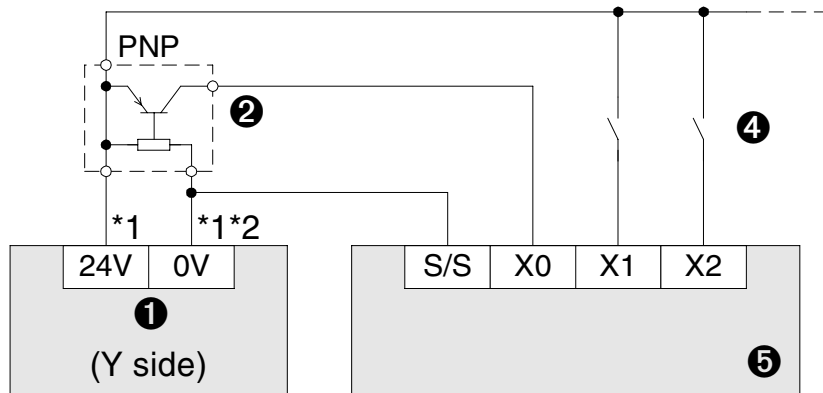 PNP
❷
❹
*1 *1*2
24V 0V S/S X0 X1 X2
❶
(Y side)
❺